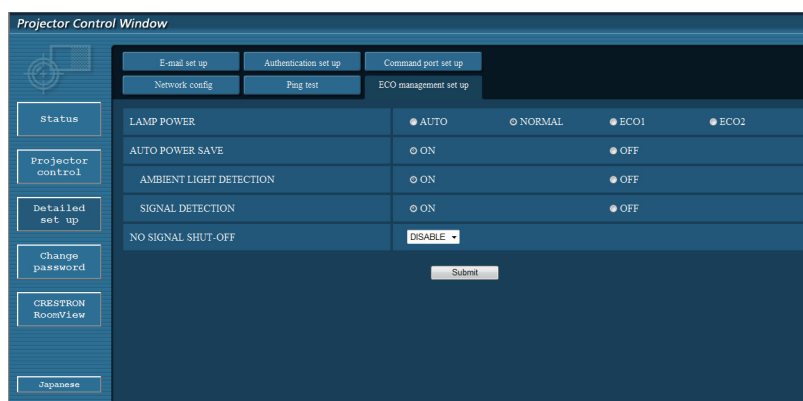 Projector Control Window
E-mail set up Authentication set up Command port set up
Network config Ping test ECO management set up
Status
Projector
control
Detailed
set up
Change
password
CRESTRON
RoomView
Japanese
LAMP POWER AUTO NORMAL ECO1 ECO2
AUTO POWER SAVE ON OFF
AMBIENT LIGHT DETECTION ON OFF
SIGNAL DETECTION ON OFF
NO SIGNAL SHUT-OFF DISABLE
Submit